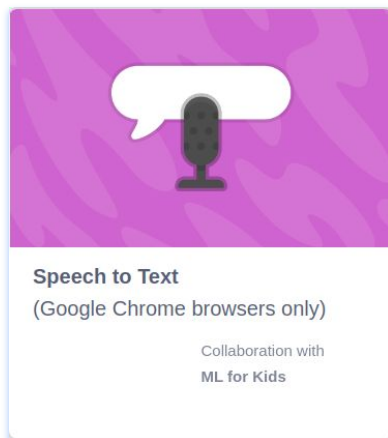 Speech to Text
(Google Chrome browsers only)
Collaboration with
ML for Kids